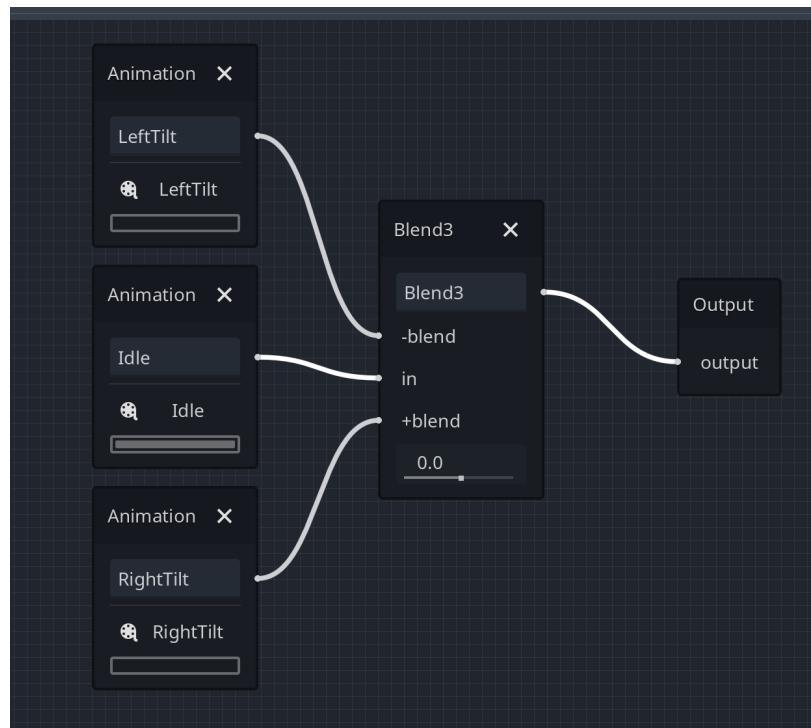 Animation
LeftTilt
LeftTilt
Animation
Idle
Idle
Animation
RightTilt
RightTilt
Blend3
Blend3
-blend
in
+blend
0.0
Output
output